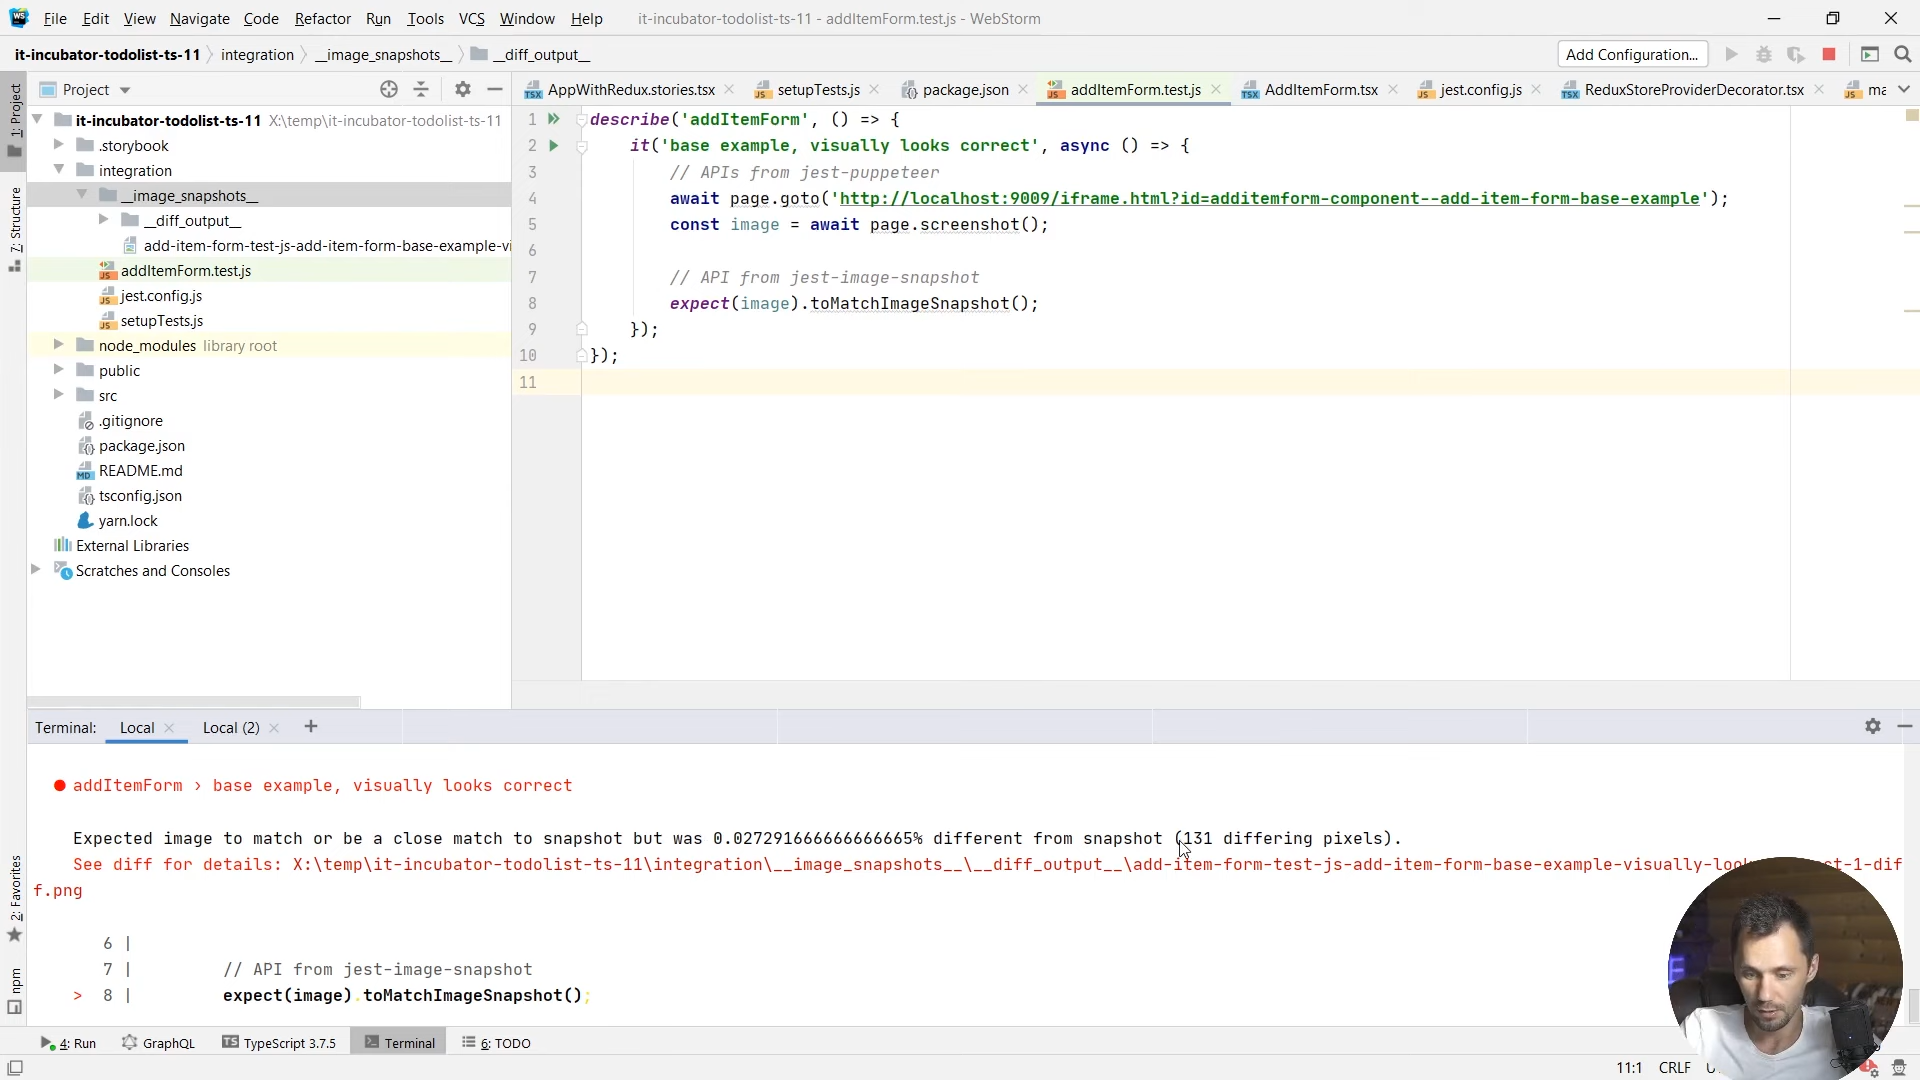 WS File Edit View Navigate Code Refactor Run Tools VCS Window Help it-incubator-todolist-ts-11 - addItemForm.test.js - WebStorm
it-incubator-todolist-ts-11 integration __image_snapshots__ __diff_output__ Add Configuration...
Project
AppWithRedux.stories.tsx setupTests.js package.json addItemForm.test.js AddItemForm.tsx jest.config.js ReduxStoreProviderDecorator.tsx ma
1: Project
7: Structure
2: Favorites
npm
it-incubator-todolist-ts-11 X:\temp\it-incubator-todolist-ts-11
.storybook
integration
__image_snapshots__
__diff_output__
add-item-form-test-js-add-item-form-base-example-vi
addItemForm.test.js
jest.config.js
setupTests.js
node_modules library root
public
src
.gitignore
package.json
README.md
tsconfig.json
yarn.lock
External Libraries
Scratches and Consoles
1 describe('addItemForm', () => {
2 it('base example, visually looks correct', async () => {
3 // APIs from jest-puppeteer
4 await page.goto('http://localhost:9009/iframe.html?id=additemform-component--add-item-form-base-example');
5 const image = await page.screenshot();
6
7 // API from jest-image-snapshot
8 expect(image).toMatchImageSnapshot();
9 });
10 });
11
Terminal: Local Local (2) +
● addItemForm › base example, visually looks correct
Expected image to match or be a close match to snapshot but was 0.027291666666666665% different from snapshot (131 differing pixels).
See diff for details: X:\temp\it-incubator-todolist-ts-11\integration\__image_snapshots__\__diff_output__\add-item-form-test-js-add-item-form-base-example-visually-loo t-1-dif
f.png
6 |
7 | // API from jest-image-snapshot
> 8 | expect(image).toMatchImageSnapshot();
4: Run GraphQL TypeScript 3.7.5 Terminal 6: TODO
11:1 CRLF